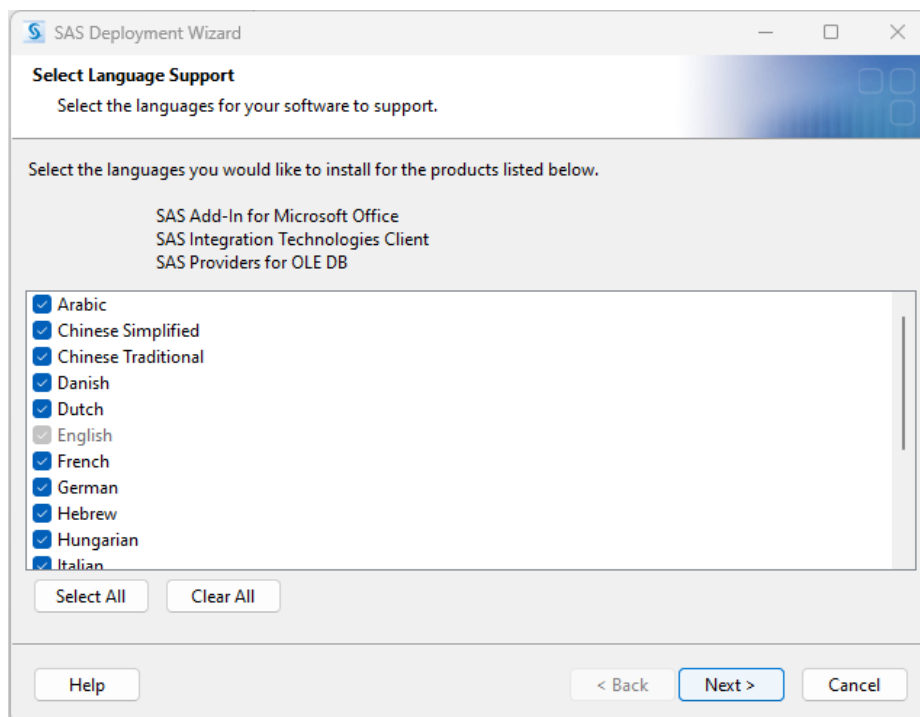 SAS Deployment Wizard
Select Language Support
Select the languages for your software to support.
Select the languages you would like to install for the products listed below.
SAS Add-In for Microsoft Office
SAS Integration Technologies Client
SAS Providers for OLE DB
Arabic
Chinese Simplified
Chinese Traditional
Danish
Dutch
English
French
German
Hebrew
Hungarian
Italian
Select All Clear All
Help < Back Next > Cancel